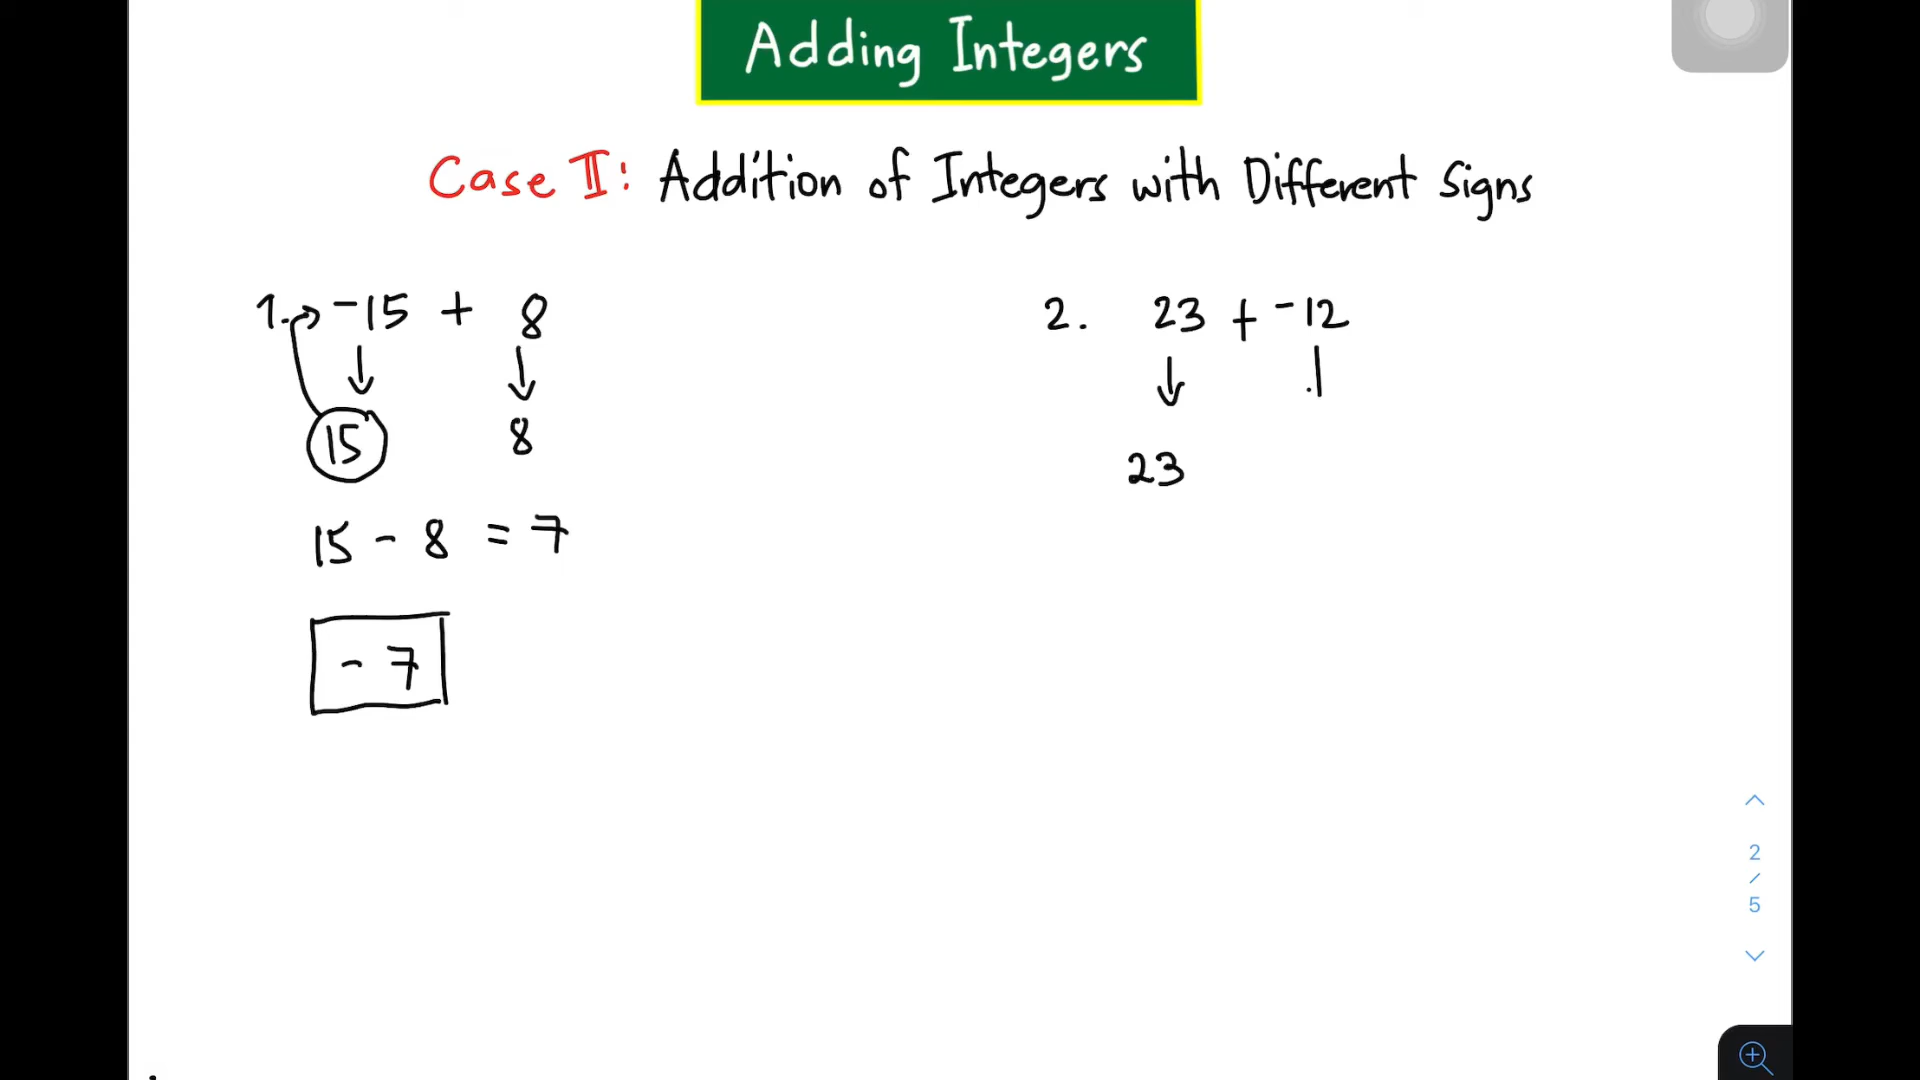 Adding Integers
Case II: Addition of Integers with Different Signs
1. -15 + 8
15 8
15 - 8 = 7
- 7
2. 23 + -12
23
2
/
5